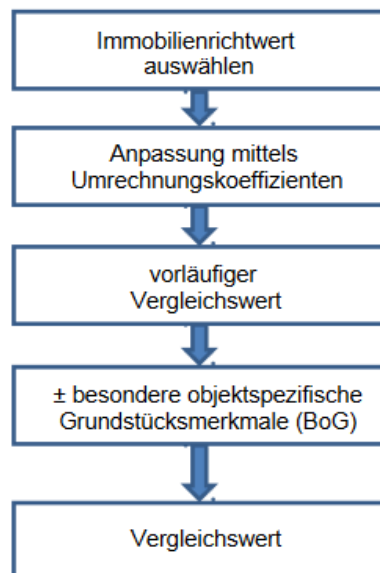 Immobilienrichtwert
auswählen
Anpassung mittels
Umrechnungskoeffizienten
vorläufiger
Vergleichswert
± besondere objektspezifische
Grundstücksmerkmale (BoG)
Vergleichswert